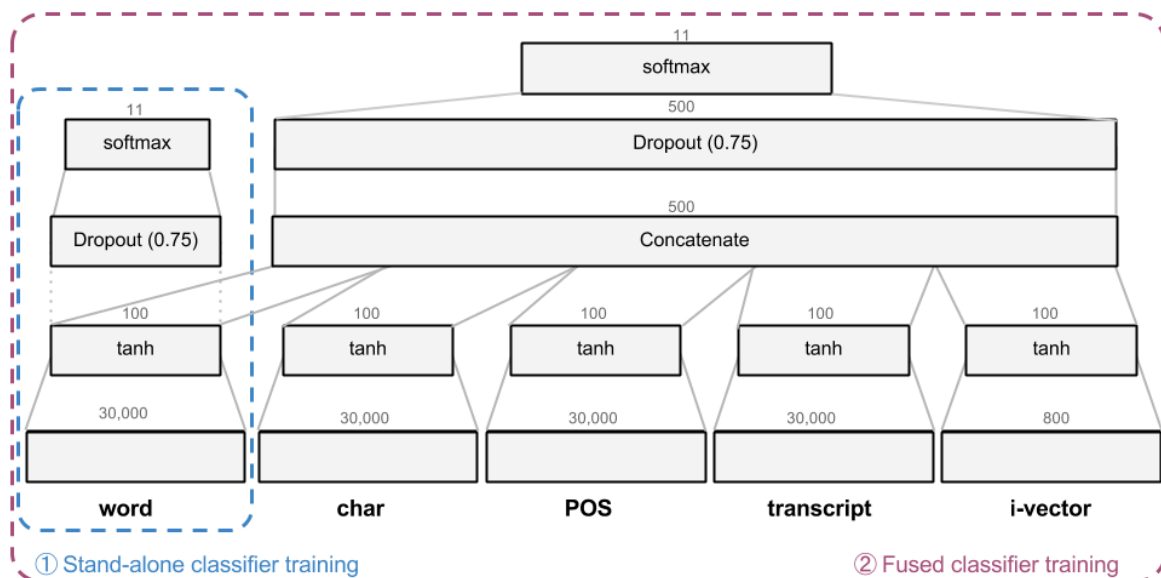 11
softmax
500
11
softmax
Dropout (0.75)
500
Dropout (0.75)
Concatenate
100 100 100 100 100
tanh tanh tanh tanh tanh
30,000 30,000 30,000 30,000 800
word char POS transcript i-vector
① Stand-alone classifier training ② Fused classifier training